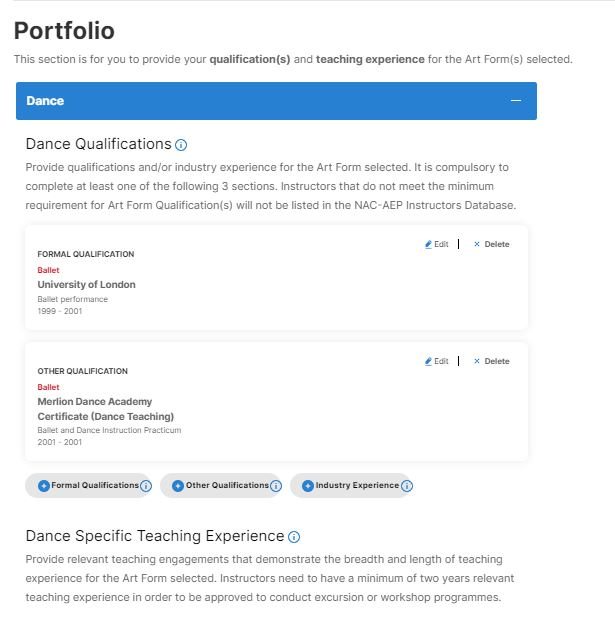 Portfolio
This section is for you to provide your qualification(s) and teaching experience for the Art Form(s) selected.
Dance
Dance Qualifications
Provide qualifications and/or industry experience for the Art Form selected. It is compulsory to
complete at least one of the following 3 sections. Instructors that do not meet the minimum
requirement for Art Form Qualification(s) will not be listed in the NAC-AEP Instructors Database.
Edit | × Delete
FORMAL QUALIFICATION
Ballet
University of London
Ballet performance
1999 - 2001
Edit | × Delete
OTHER QUALIFICATION
Ballet
Merlion Dance Academy
Certificate (Dance Teaching)
Ballet and Dance Instruction Practicum
2001 - 2001
Formal Qualifications Other Qualifications Industry Experience
Dance Specific Teaching Experience
Provide relevant teaching engagements that demonstrate the breadth and length of teaching
experience for the Art Form selected. Instructors need to have a minimum of two years relevant
teaching experience in order to be approved to conduct excursion or workshop programmes.